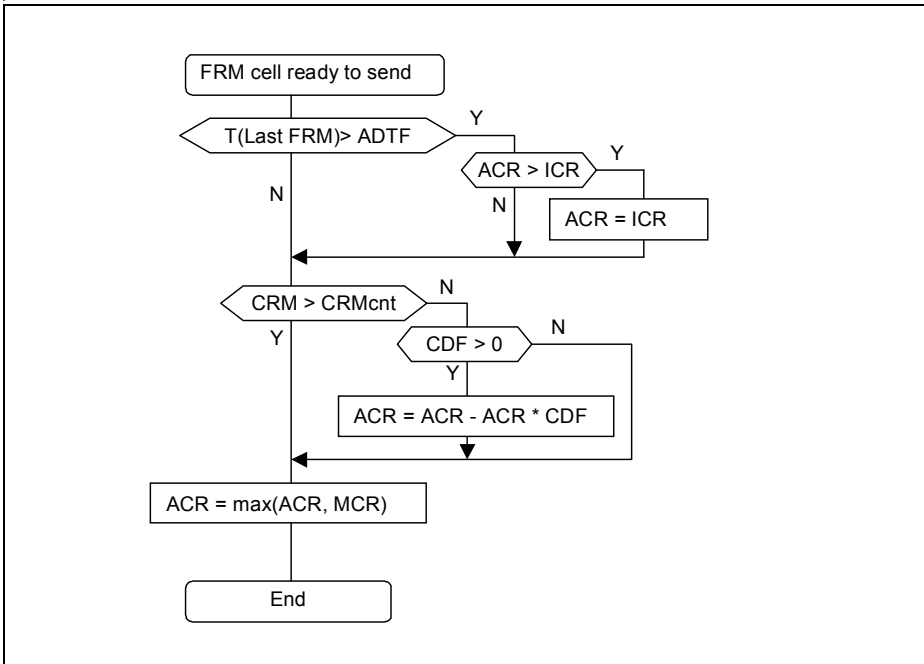 FRM cell ready to send
Y
T(Last FRM)> ADTF
Y
ACR > ICR
N
N
ACR = ICR
N
CRM > CRMcnt
N
Y
CDF > 0
Y
ACR = ACR - ACR * CDF
ACR = max(ACR, MCR)
End